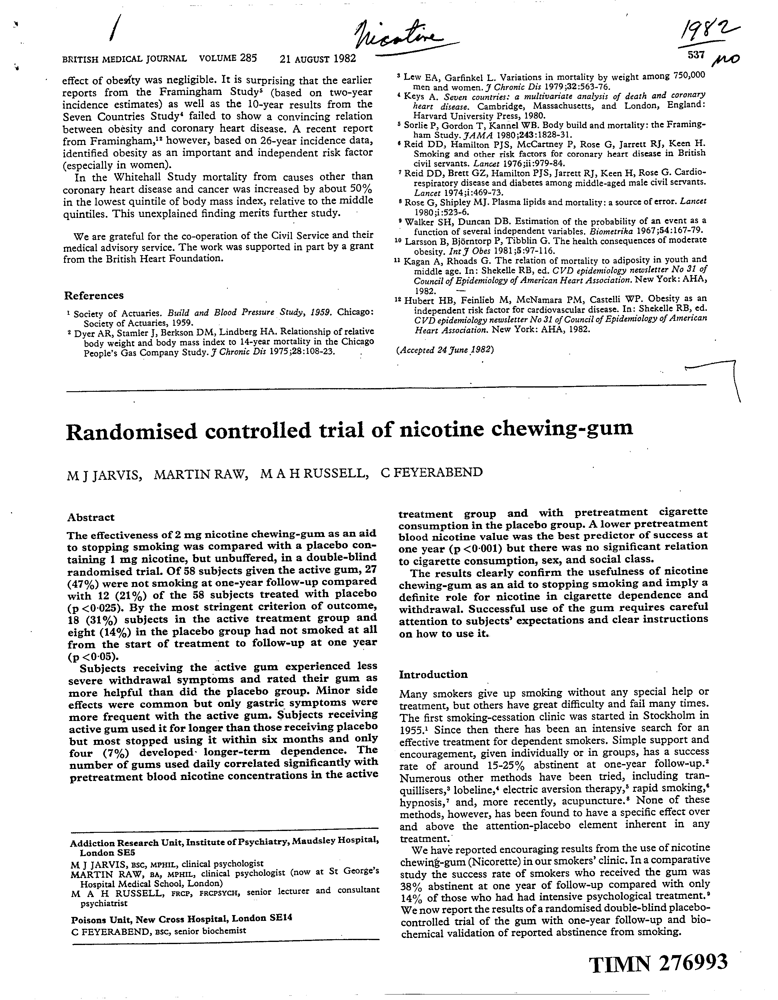 1
Nicotine
1982
BRITISH MEDICAL JOURNAL VOLUME 285 21 AUGUST 1982
537
NO
effect of obesity was negligible. It is surprising that the earlier
reports from the Framingham Study⁵ (based on two-year
incidence estimates) as well as the 10-year results from the
Seven Countries Study⁴ failed to show a convincing relation
between obesity and coronary heart disease. A recent report
from Framingham,¹² however, based on 26-year incidence data,
identified obesity as an important and independent risk factor
(especially in women).
In the Whitehall Study mortality from causes other than
coronary heart disease and cancer was increased by about 50%
in the lowest quintile of body mass index, relative to the middle
quintiles. This unexplained finding merits further study.
We are grateful for the co-operation of the Civil Service and their
medical advisory service. The work was supported in part by a grant
from the British Heart Foundation.
References
¹ Society of Actuaries. Build and Blood Pressure Study, 1959. Chicago:
Society of Actuaries, 1959.
² Dyer AR, Stamler J, Berkson DM, Lindberg HA. Relationship of relative
body weight and body mass index to 14-year mortality in the Chicago
People's Gas Company Study. J Chronic Dis 1975;28:108-23.
³ Lew EA, Garfinkel L. Variations in mortality by weight among 750,000
men and women. J Chronic Dis 1979;32:563-76.
⁴ Keys A. Seven countries: a multivariate analysis of death and coronary
heart disease. Cambridge, Massachusetts, and London, England:
Harvard University Press, 1980.
⁵ Sorlie P, Gordon T, Kannel WB. Body build and mortality: the Framing-
ham Study. JAMA 1980;243:1828-31.
⁶ Reid DD, Hamilton PJS, McCartney P, Rose G, Jarrett RJ, Keen H.
Smoking and other risk factors for coronary heart disease in British
civil servants. Lancet 1976;ii:979-84.
⁷ Reid DD, Brett GZ, Hamilton PJS, Jarrett RJ, Keen H, Rose G. Cardio-
respiratory disease and diabetes among middle-aged male civil servants.
Lancet 1974;i:469-73.
⁸ Rose G, Shipley MJ. Plasma lipids and mortality: a source of error. Lancet
1980;i:523-6.
⁹ Walker SH, Duncan DB. Estimation of the probability of an event as a
function of several independent variables. Biometrika 1967;54:167-79.
¹⁰ Larsson B, Björntorp P, Tibblin G. The health consequences of moderate
obesity. Int J Obes 1981;5:97-116.
¹¹ Kagan A, Rhoads G. The relation of mortality to adiposity in youth and
middle age. In: Shekelle RB, ed. CVD epidemiology newsletter No 31 of
Council of Epidemiology of American Heart Association. New York: AHA,
1982.
¹² Hubert HB, Feinlieb M, McNamara PM, Castelli WP. Obesity as an
independent risk factor for cardiovascular disease. In: Shekelle RB, ed.
CVD epidemiology newsletter No 31 of Council of Epidemiology of American
Heart Association. New York: AHA, 1982.
(Accepted 24 June 1982)
Randomised controlled trial of nicotine chewing-gum
M J JARVIS, MARTIN RAW, M A H RUSSELL, C FEYERABEND
Abstract
The effectiveness of 2 mg nicotine chewing-gum as an aid
to stopping smoking was compared with a placebo con-
taining 1 mg nicotine, but unbuffered, in a double-blind
randomised trial. Of 58 subjects given the active gum, 27
(47%) were not smoking at one-year follow-up compared
with 12 (21%) of the 58 subjects treated with placebo
(p<0·025). By the most stringent criterion of outcome,
18 (31%) subjects in the active treatment group and
eight (14%) in the placebo group had not smoked at all
from the start of treatment to follow-up at one year
(p<0·05).
Subjects receiving the active gum experienced less
severe withdrawal symptoms and rated their gum as
more helpful than did the placebo group. Minor side
effects were common but only gastric symptoms were
more frequent with the active gum. Subjects receiving
active gum used it for longer than those receiving placebo
but most stopped using it within six months and only
four (7%) developed longer-term dependence. The
number of gums used daily correlated significantly with
pretreatment blood nicotine concentrations in the active
treatment group and with pretreatment cigarette
consumption in the placebo group. A lower pretreatment
blood nicotine value was the best predictor of success at
one year (p<0·001) but there was no significant relation
to cigarette consumption, sex, and social class.
The results clearly confirm the usefulness of nicotine
chewing-gum as an aid to stopping smoking and imply a
definite role for nicotine in cigarette dependence and
withdrawal. Successful use of the gum requires careful
attention to subjects' expectations and clear instructions
on how to use it.
Addiction Research Unit, Institute of Psychiatry, Maudsley Hospital,
London SE5
M J JARVIS, BSC, MPHIL, clinical psychologist
MARTIN RAW, BA, MPHIL, clinical psychologist (now at St George's
Hospital Medical School, London)
M A H RUSSELL, FRCP, FRCPSYCH, senior lecturer and consultant
psychiatrist
Poisons Unit, New Cross Hospital, London SE14
C FEYERABEND, BSC, senior biochemist
Introduction
Many smokers give up smoking without any special help or
treatment, but others have great difficulty and fail many times.
The first smoking-cessation clinic was started in Stockholm in
1955.¹ Since then there has been an intensive search for an
effective treatment for dependent smokers. Simple support and
encouragement, given individually or in groups, has a success
rate of around 15-25% abstinent at one-year follow-up.²
Numerous other methods have been tried, including tran-
quillisers,³ lobeline,⁴ electric aversion therapy,⁵ rapid smoking,⁶
hypnosis,⁷ and, more recently, acupuncture.⁸ None of these
methods, however, has been found to have a specific effect over
and above the attention-placebo element inherent in any
treatment.
We have reported encouraging results from the use of nicotine
chewing-gum (Nicorette) in our smokers' clinic. In a comparative
study the success rate of smokers who received the gum was
38% abstinent at one year of follow-up compared with only
14% of those who had had intensive psychological treatment.⁹
We now report the results of a randomised double-blind placebo-
controlled trial of the gum with one-year follow-up and bio-
chemical validation of reported abstinence from smoking.
TIMN 276993